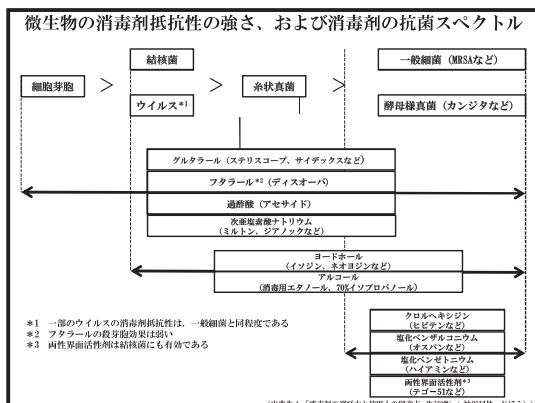 微生物の消毒剤抵抗性の強さ、および消毒剤の抗菌スペクトル
結核菌
一般細菌（MRSAなど）
細胞芽胞 ＞ ＞ 糸状真菌 ＞
ウイルス*1
酵母様真菌（カンジタなど）
グルタラール（ステリスコープ、サイデックスなど）
フタラール*2（ディスオーパ）
過酢酸（アセサイド）
次亜塩素酸ナトリウム
（ミルトン、ジアノックなど）
ヨードホール
（イソジン、ネオヨジンなど）
アルコール
（消毒用エタノール、70%イソプロパノール）
クロルヘキシジン
（ヒビテンなど）
塩化ベンザルコニウム
（オスバンなど）
塩化ベンゼトニウム
（ハイアミンなど）
両性界面活性剤*3
（テゴー51など）
*1 一部のウイルスの消毒剤抵抗性は、一般細菌と同程度である
*2 フタラールの殺芽胞効果は弱い
*3 両性界面活性剤は結核菌にも有効である